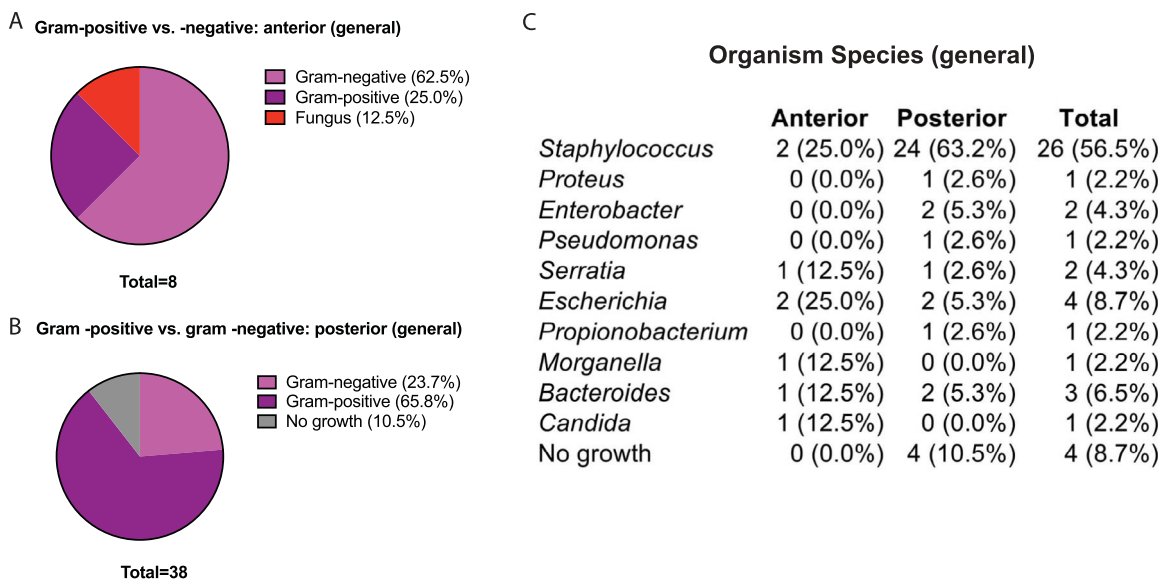 A
Gram-positive vs. -negative: anterior (general)
Gram-negative (62.5%)
Gram-positive (25.0%)
Fungus (12.5%)
Total=8
B
Gram -positive vs. gram -negative: posterior (general)
Gram-negative (23.7%)
Gram-positive (65.8%)
No growth (10.5%)
Total=38
C
Organism Species (general)
Anterior Posterior Total
Staphylococcus 2 (25.0%) 24 (63.2%) 26 (56.5%)
Proteus 0 (0.0%) 1 (2.6%) 1 (2.2%)
Enterobacter 0 (0.0%) 2 (5.3%) 2 (4.3%)
Pseudomonas 0 (0.0%) 1 (2.6%) 1 (2.2%)
Serratia 1 (12.5%) 1 (2.6%) 2 (4.3%)
Escherichia 2 (25.0%) 2 (5.3%) 4 (8.7%)
Propionobacterium 0 (0.0%) 1 (2.6%) 1 (2.2%)
Morganella 1 (12.5%) 0 (0.0%) 1 (2.2%)
Bacteroides 1 (12.5%) 2 (5.3%) 3 (6.5%)
Candida 1 (12.5%) 0 (0.0%) 1 (2.2%)
No growth 0 (0.0%) 4 (10.5%) 4 (8.7%)